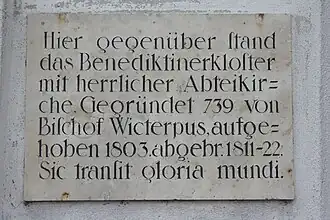 Hier gegenüber ſtand
das Benediktinerkloſter
mit herrlicher Abteikir=
che. Gegründet 739 von
Biſchof Wicterpus, aufge=
hoben 1803, abgebr. 1811-22.
Sic tranſit gloria mundi.